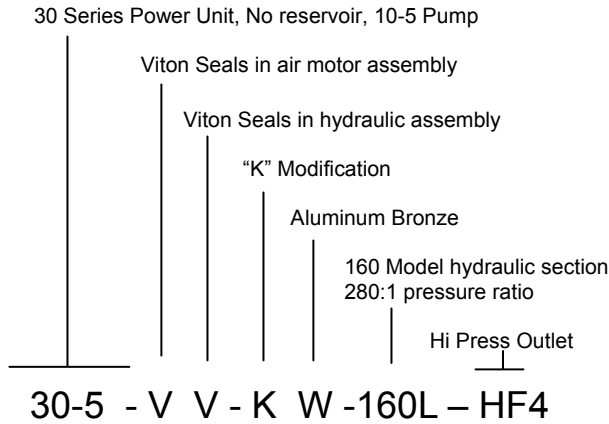 30 Series Power Unit, No reservoir, 10-5 Pump
Viton Seals in air motor assembly
Viton Seals in hydraulic assembly
“K” Modification
Aluminum Bronze
160 Model hydraulic section
280:1 pressure ratio
Hi Press Outlet
30-5 - V V - K W -160L – HF4